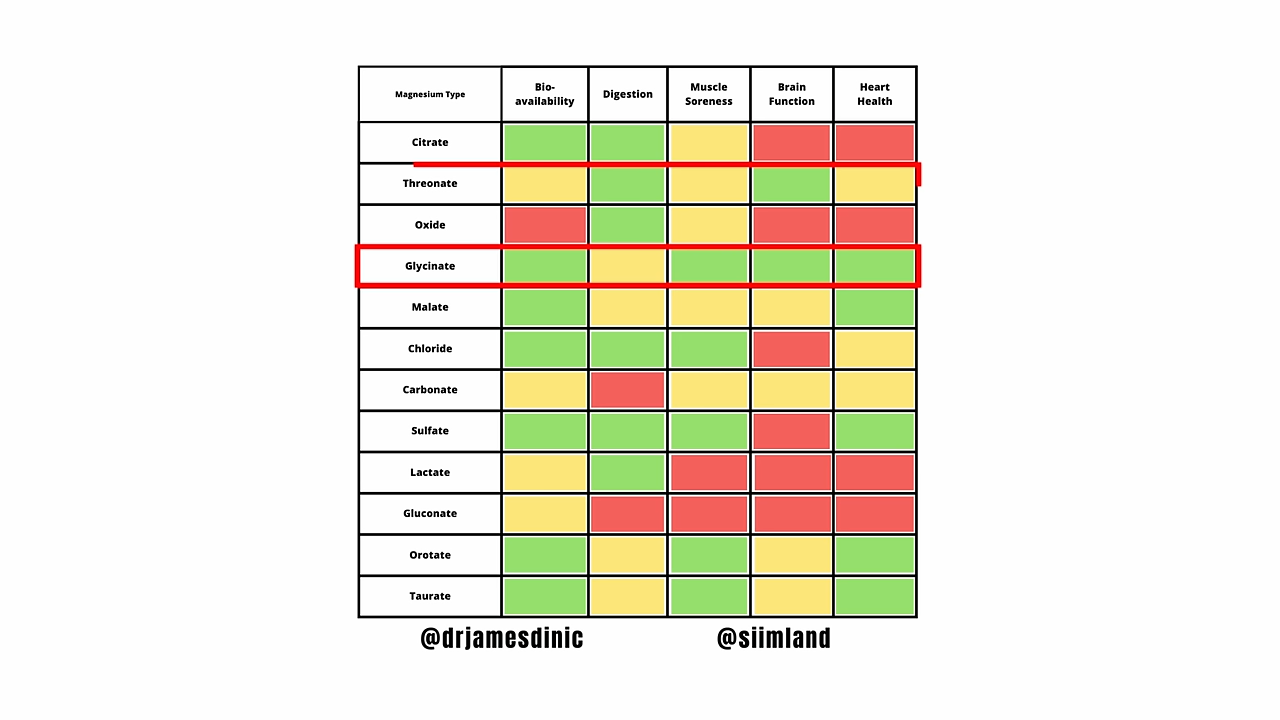 Magnesium Type
Bio-
availability
Digestion
Muscle
Soreness
Brain
Function
Heart
Health
Citrate
Threonate
Oxide
Glycinate
Malate
Chloride
Carbonate
Sulfate
Lactate
Gluconate
Orotate
Taurate
@drjamesdinic
@siimland